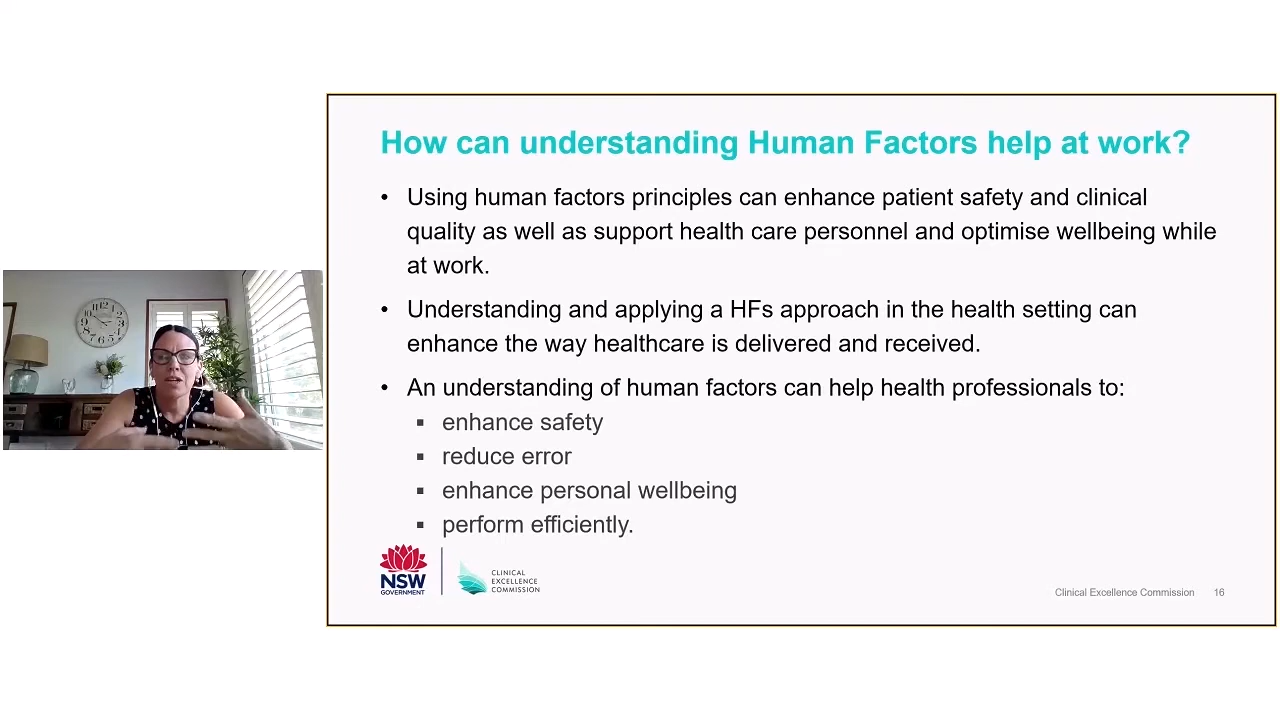 How can understanding Human Factors help at work?
• Using human factors principles can enhance patient safety and clinical
quality as well as support health care personnel and optimise wellbeing while
at work.
• Understanding and applying a HFs approach in the health setting can
enhance the way healthcare is delivered and received.
• An understanding of human factors can help health professionals to:
▪ enhance safety
▪ reduce error
▪ enhance personal wellbeing
▪ perform efficiently.
NSW
GOVERNMENT
CLINICAL
EXCELLENCE
COMMISSION
Clinical Excellence Commission 16